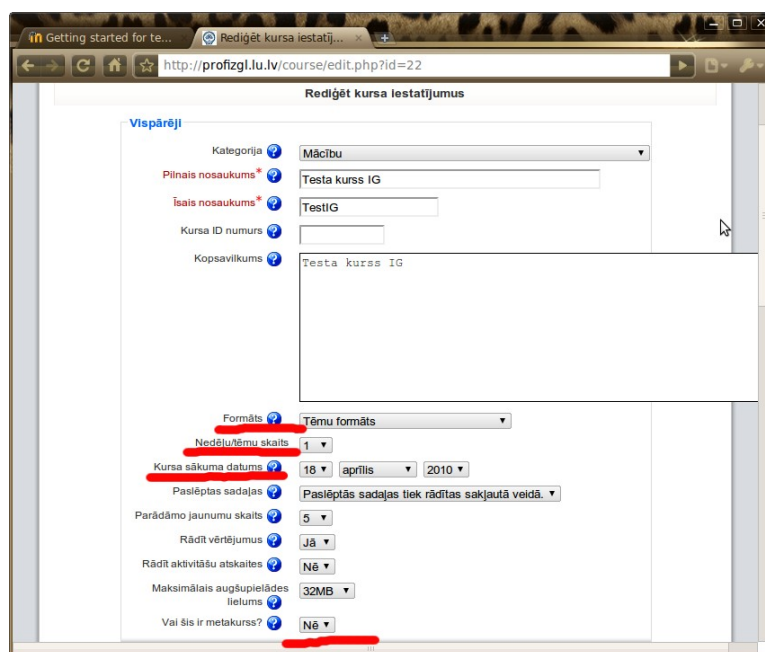 Getting started for te...
Rediģēt kursa iestatīj...
http://profizgl.lu.lv/course/edit.php?id=22
Rediģēt kursa iestatījumus
Vispārēji
Kategorija
Mācību
Pilnais nosaukums*
Testa kurss IG
Īsais nosaukums*
TestIG
Kursa ID numurs
Kopsavilkums
Testa kurss IG
Formāts
Tēmu formāts
Nedēļu/tēmu skaits
1
Kursa sākuma datums
18 aprīlis 2010
Paslēptas sadaļas
Paslēptās sadaļas tiek rādītas sakļautā veidā.
Parādāmo jaunumu skaits
5
Rādīt vērtējumus
Jā
Rādīt aktivitāšu atskaites
Nē
Maksimālais augšupielādes
lielums
32MB
Vai šis ir metakurss?
Nē